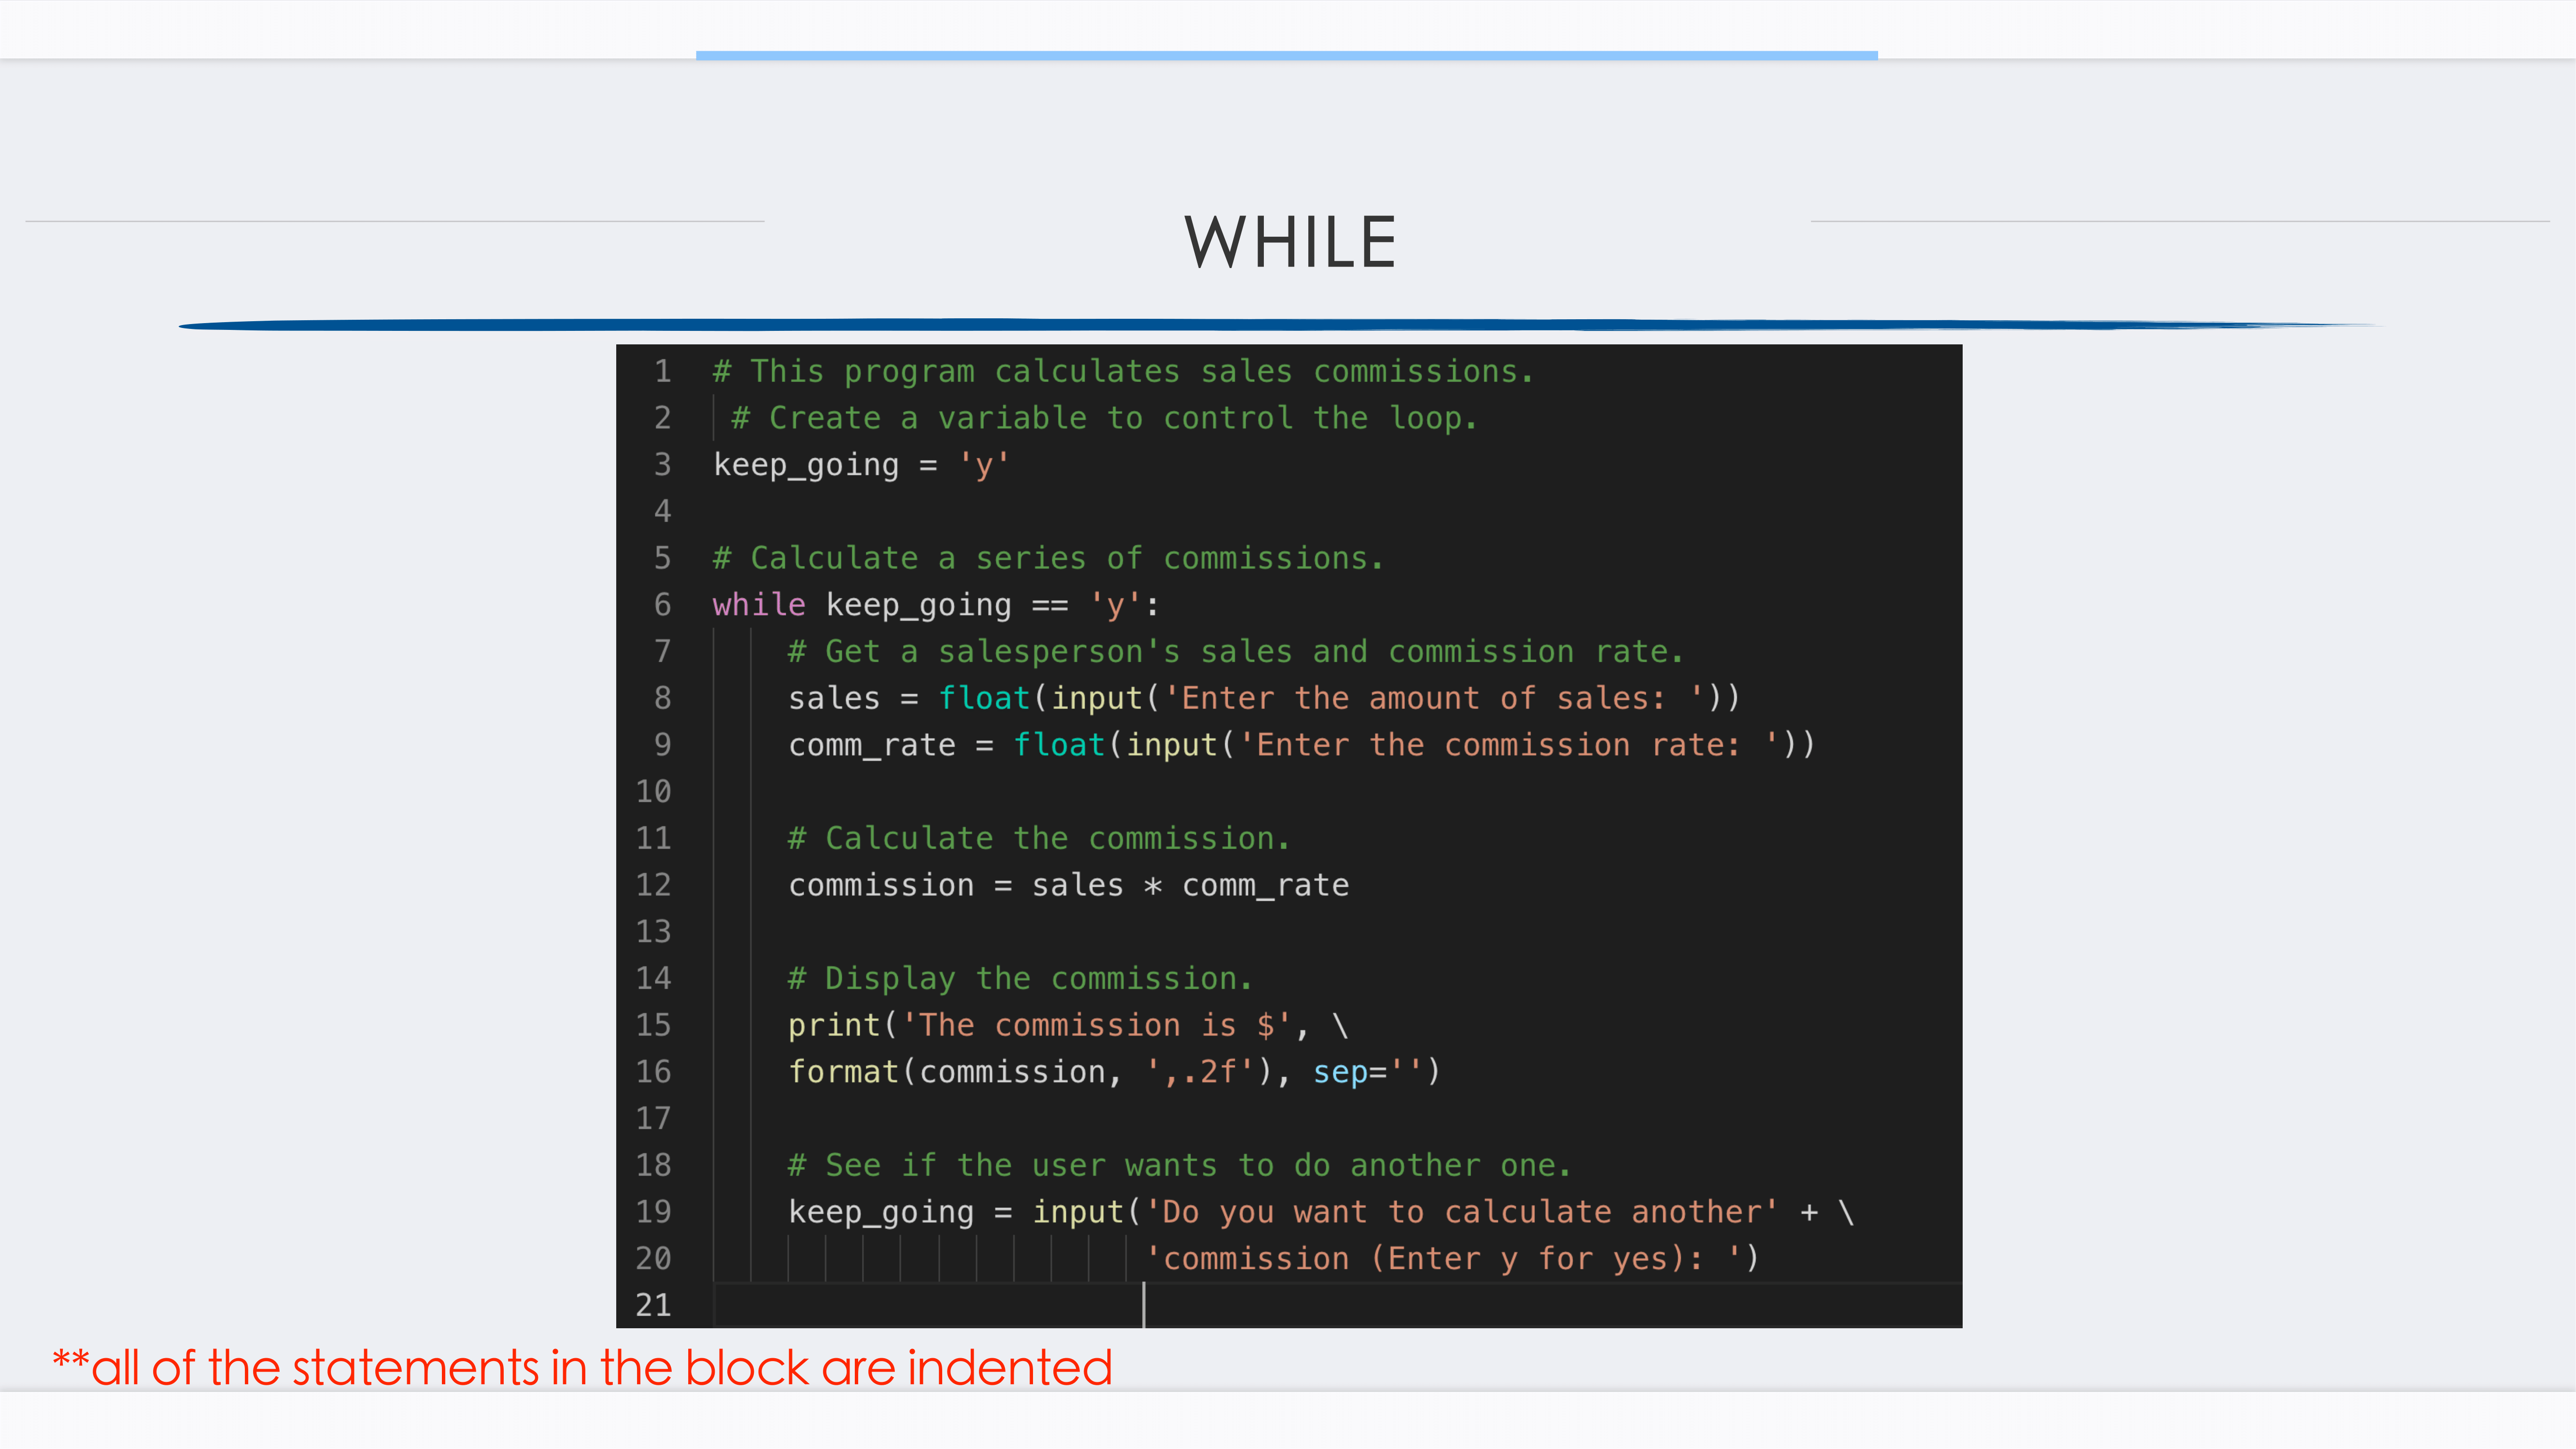 WHILE
1 # This program calculates sales commissions.
2  # Create a variable to control the loop.
3 keep_going = 'y'
4
5 # Calculate a series of commissions.
6 while keep_going == 'y':
7     # Get a salesperson's sales and commission rate.
8     sales = float(input('Enter the amount of sales: '))
9     comm_rate = float(input('Enter the commission rate: '))
10
11     # Calculate the commission.
12     commission = sales * comm_rate
13
14     # Display the commission.
15     print('The commission is $', \
16     format(commission, ',.2f'), sep='')
17
18     # See if the user wants to do another one.
19     keep_going = input('Do you want to calculate another' + \
20                        'commission (Enter y for yes): ')
21
**all of the statements in the block are indented